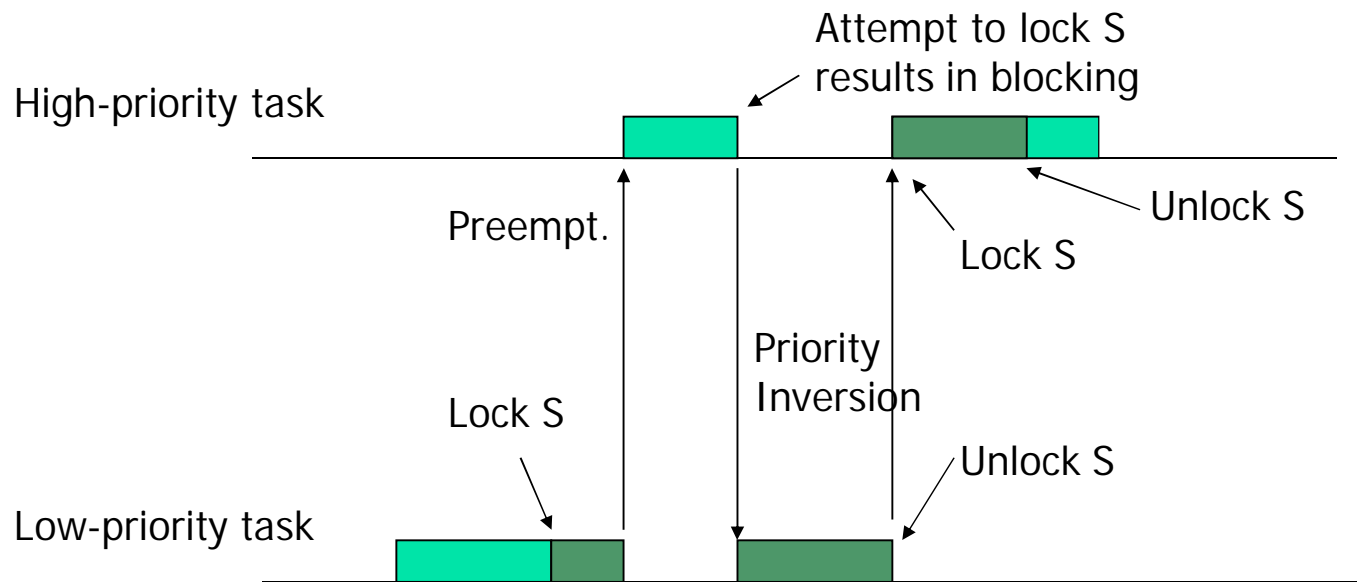 Attempt to lock S
results in blocking
High-priority task
Preempt.
Unlock S
Lock S
Priority
Inversion
Lock S
Unlock S
Low-priority task